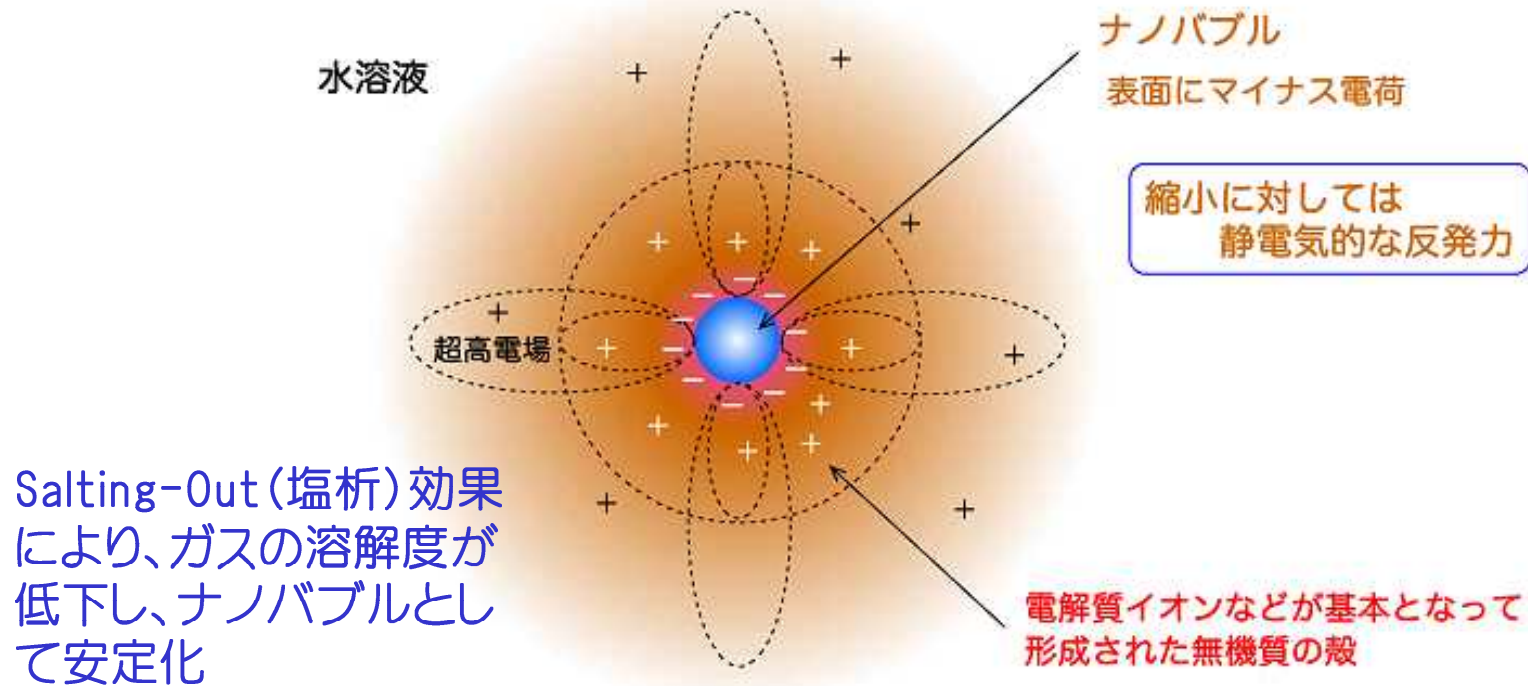 水溶液
ナノバブル
表面にマイナス電荷
縮小に対しては
静電気的な反発力
超高電場
Salting-Out(塩析)効果
により、ガスの溶解度が
低下し、ナノバブルとし
て安定化
電解質イオンなどが基本となって
形成された無機質の殻